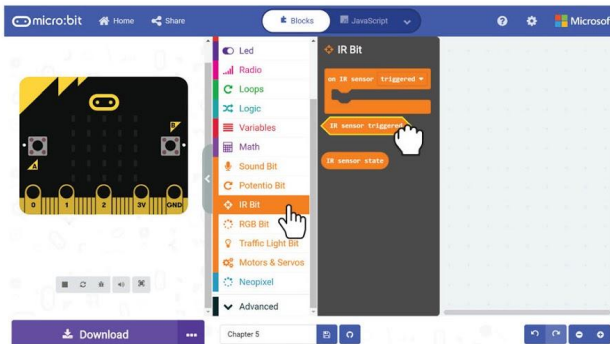 micro:bit Home Share Blocks JavaScript Microsof
Led
Radio
Loops
Logic
Variables
Math
Sound Bit
Potentio Bit
IR Bit
RGB Bit
Traffic Light Bit
Motors & Servos
Neopixel
Advanced
IR Bit
on IR sensor triggered
IR sensor triggered
IR sensor state
A
B
0 1 2 3V GND
Download
Chapter 5